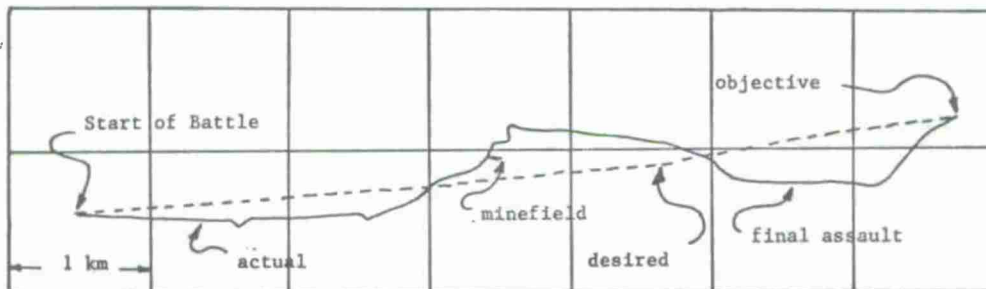 objective
Start of Battle
minefield
final assault
actual
desired
1 km